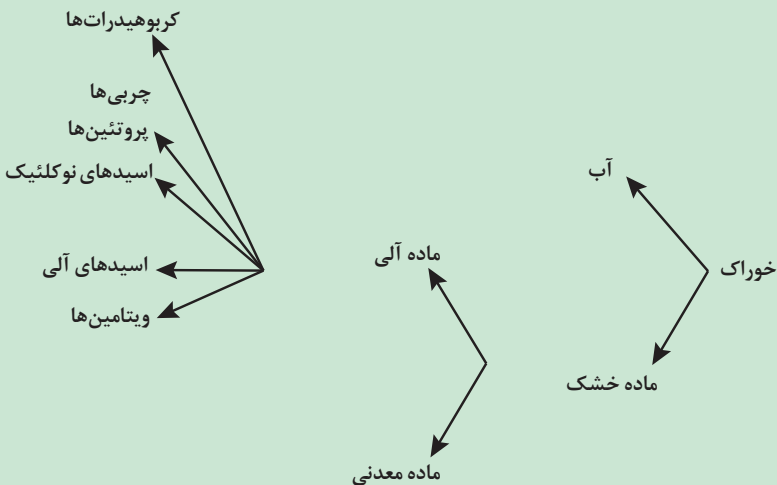 خوراک
آب
ماده خشک
ماده آلی
ماده معدنی
کربوهیدرات‌ها
چربی‌ها
پروتئین‌ها
اسیدهای نوکلئیک
اسیدهای آلی
ویتامین‌ها